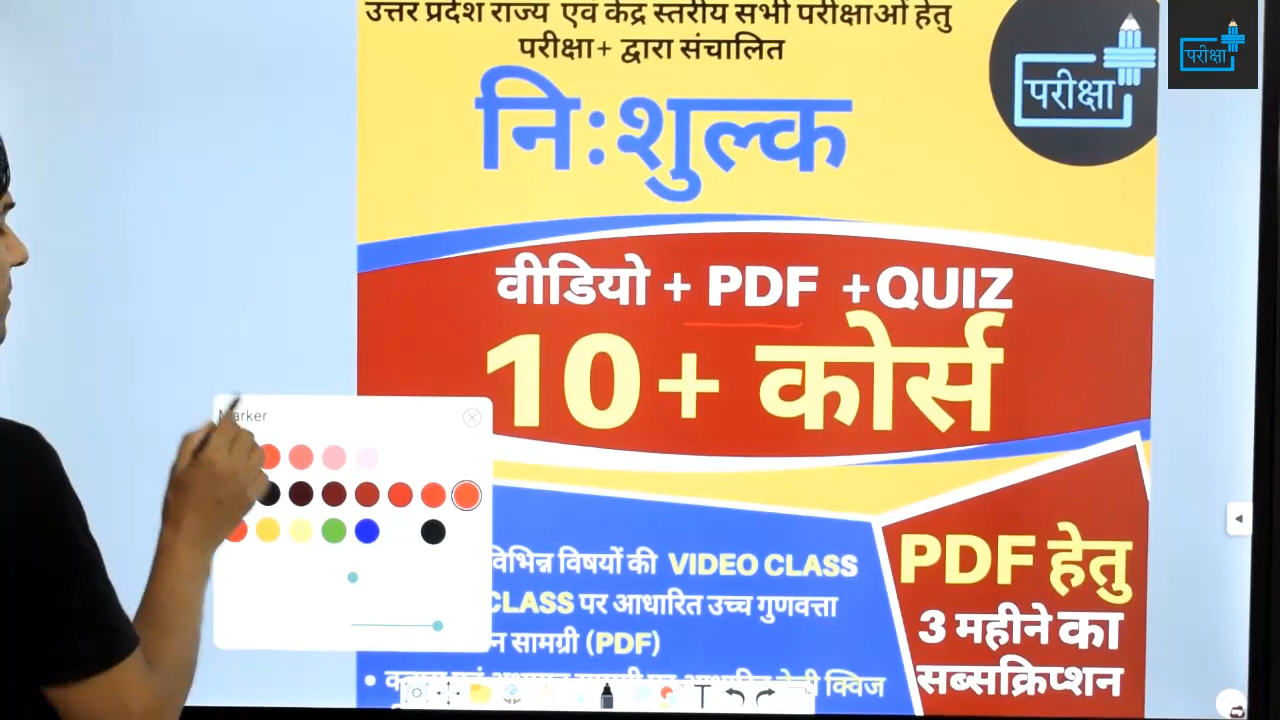 उत्तर प्रदेश राज्य एवं केंद्र स्तरीय सभी परीक्षाओं हेतु
परीक्षा+ द्वारा संचालित
परीक्षा
परीक्षा
निःशुल्क
वीडियो + PDF +QUIZ
10+ कोर्स
Marker
विभिन्न विषयों की VIDEO CLASS
CLASS पर आधारित उच्च गुणवत्ता
सामग्री (PDF)
क्विज
PDF हेतु
3 महीने का
सब्सक्रिप्शन
T